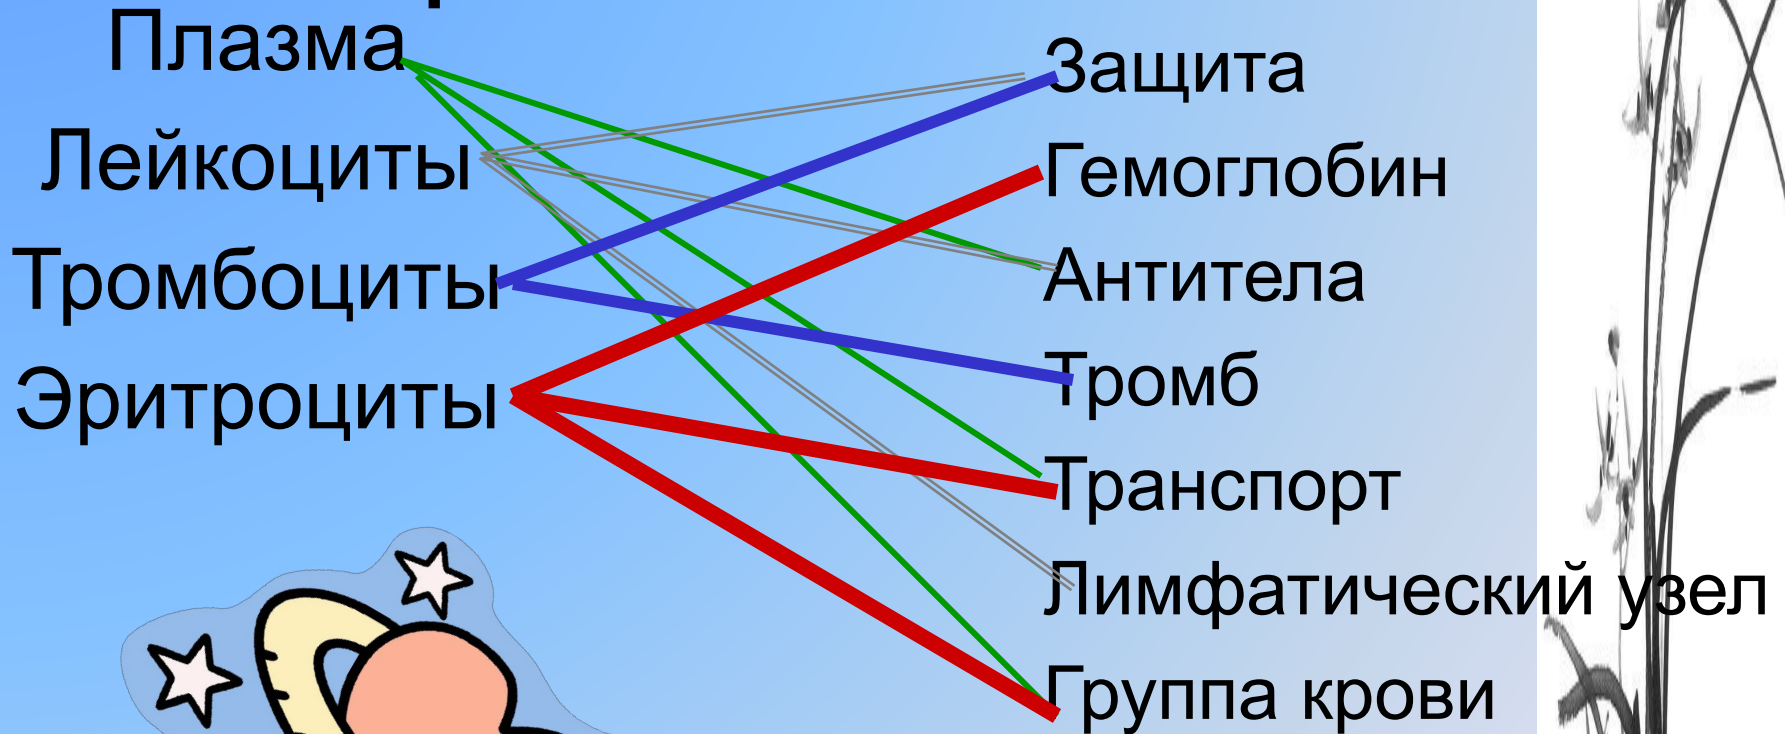 Плазма
Лейкоциты
Тромбоциты
Эритроциты
Защита
Гемоглобин
Антитела
Тромб
Транспорт
Лимфатический узел
Группа крови